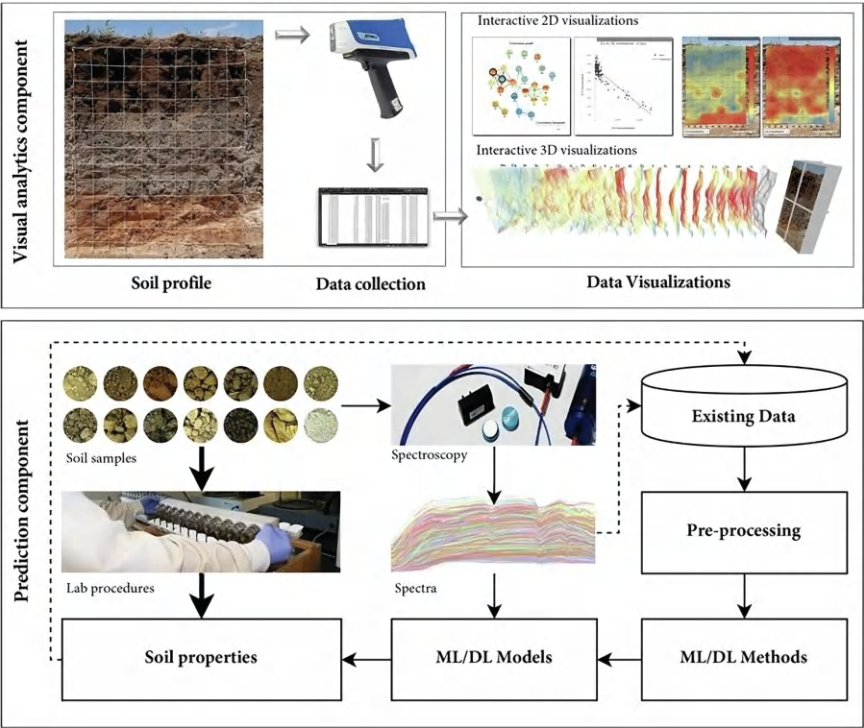 Visual analytics component
Soil profile
Data collection
Interactive 2D visualizations
Interactive 3D visualizations
Data Visualizations
Prediction component
Soil samples
Spectroscopy
Existing Data
Lab procedures
Spectra
Pre-processing
Soil properties
ML/DL Models
ML/DL Methods